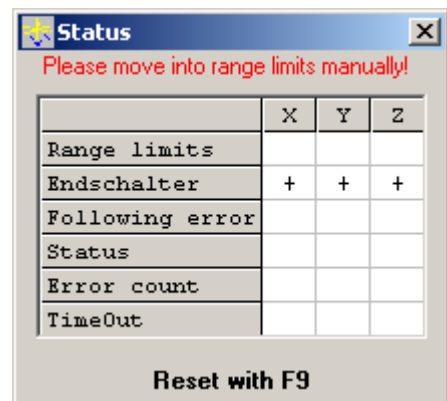 Status
Please move into range limits manually!
X Y Z
Range limits
Endschalter + + +
Following error
Status
Error count
TimeOut
Reset with F9